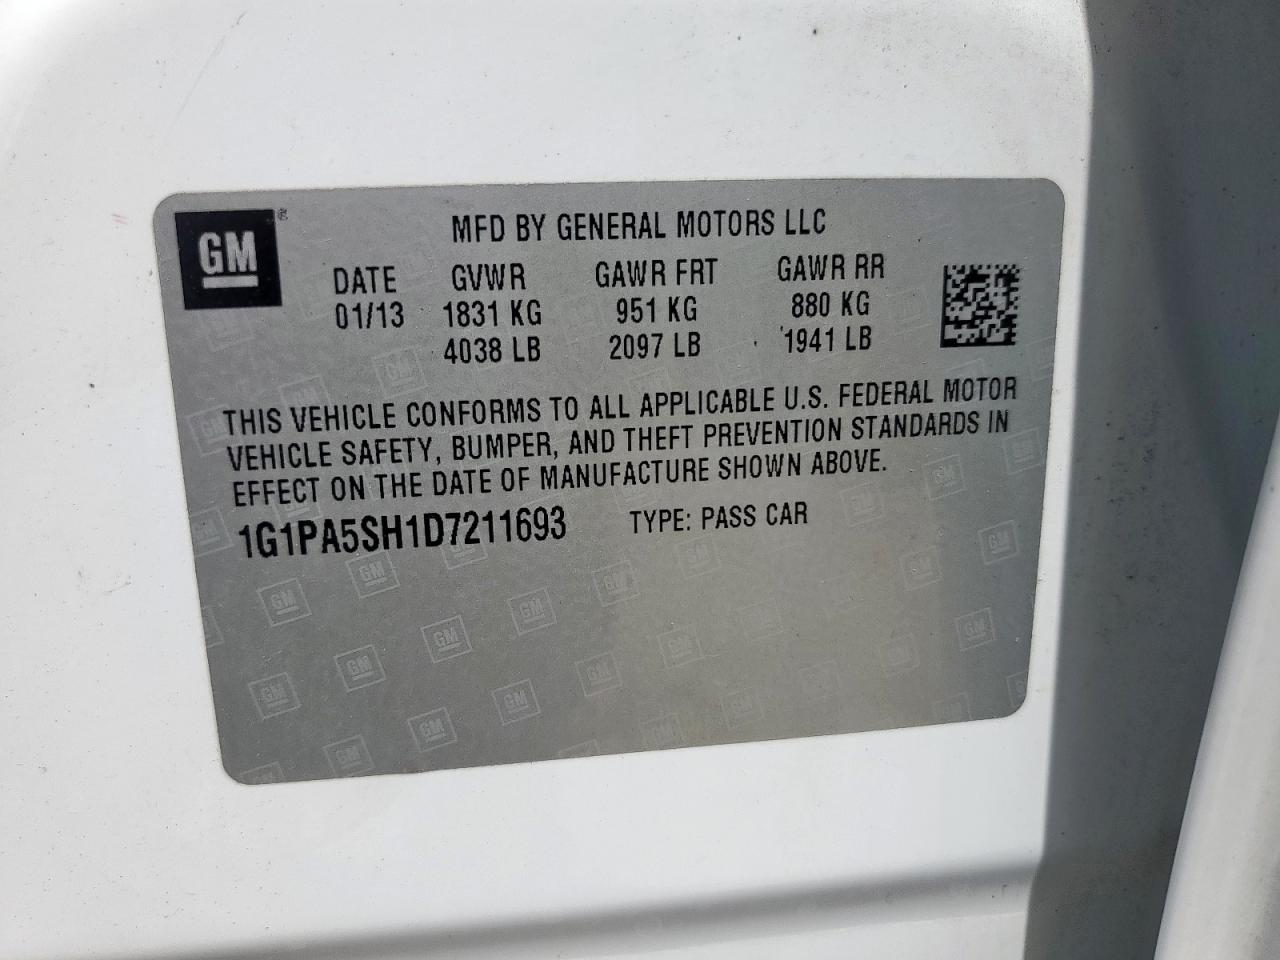 GM
MFD BY GENERAL MOTORS LLC
DATE GVWR GAWR FRT GAWR RR
01/13 1831 KG 951 KG 880 KG
4038 LB 2097 LB 1941 LB
THIS VEHICLE CONFORMS TO ALL APPLICABLE U.S. FEDERAL MOTOR
VEHICLE SAFETY, BUMPER, AND THEFT PREVENTION STANDARDS IN
EFFECT ON THE DATE OF MANUFACTURE SHOWN ABOVE.
1G1PA5SH1D7211693 TYPE: PASS CAR